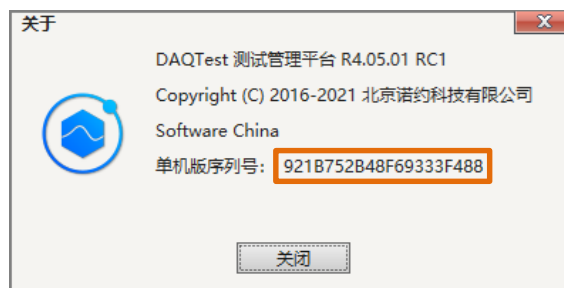 关于
DAQTest 测试管理平台 R4.05.01 RC1
Copyright (C) 2016-2021 北京诺约科技有限公司
Software China
单机版序列号： 921B752B48F69333F488
关闭